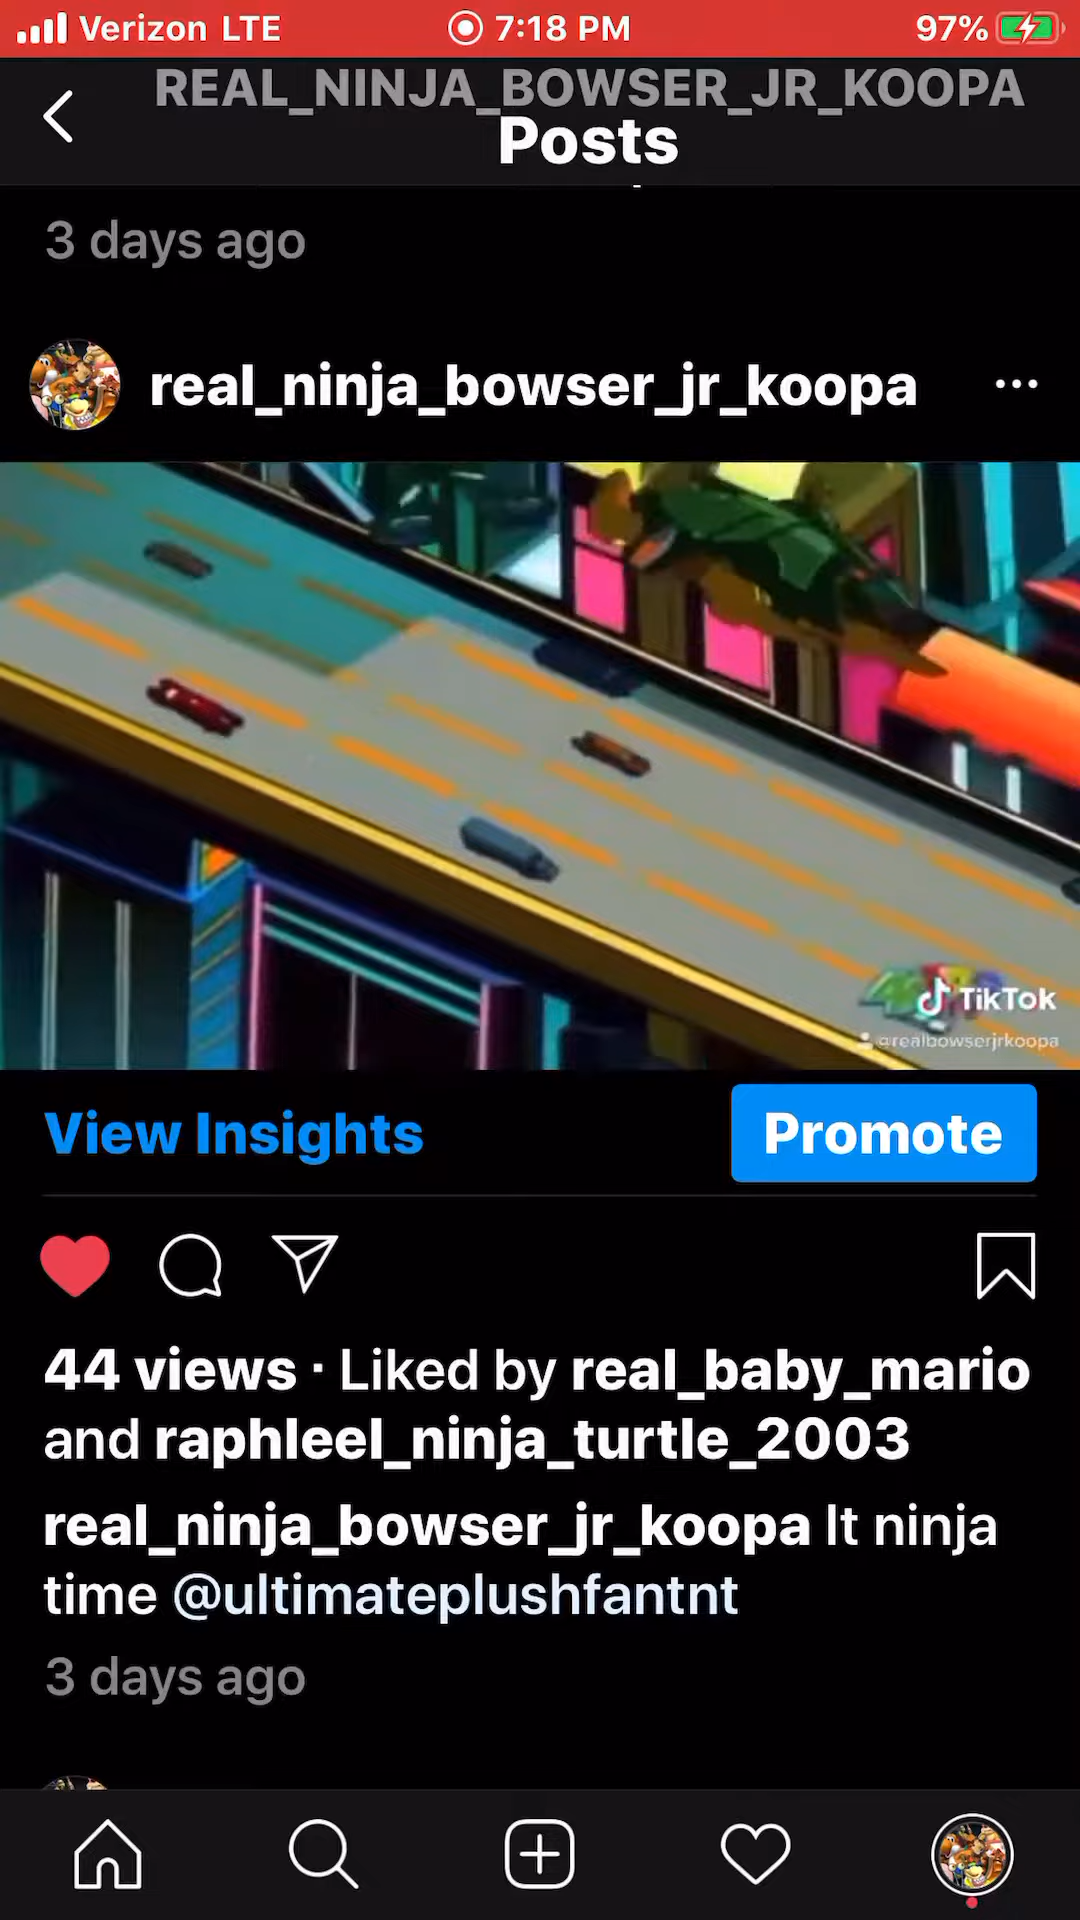 Verizon LTE 7:18 PM 97%
REAL_NINJA_BOWSER_JR_KOOPA
Posts
3 days ago
real_ninja_bowser_jr_koopa
TikTok
@realbowserjrkoopa
View Insights
Promote
44 views · Liked by real_baby_mario
and raphleel_ninja_turtle_2003
real_ninja_bowser_jr_koopa It ninja
time @ultimateplushfantnt
3 days ago